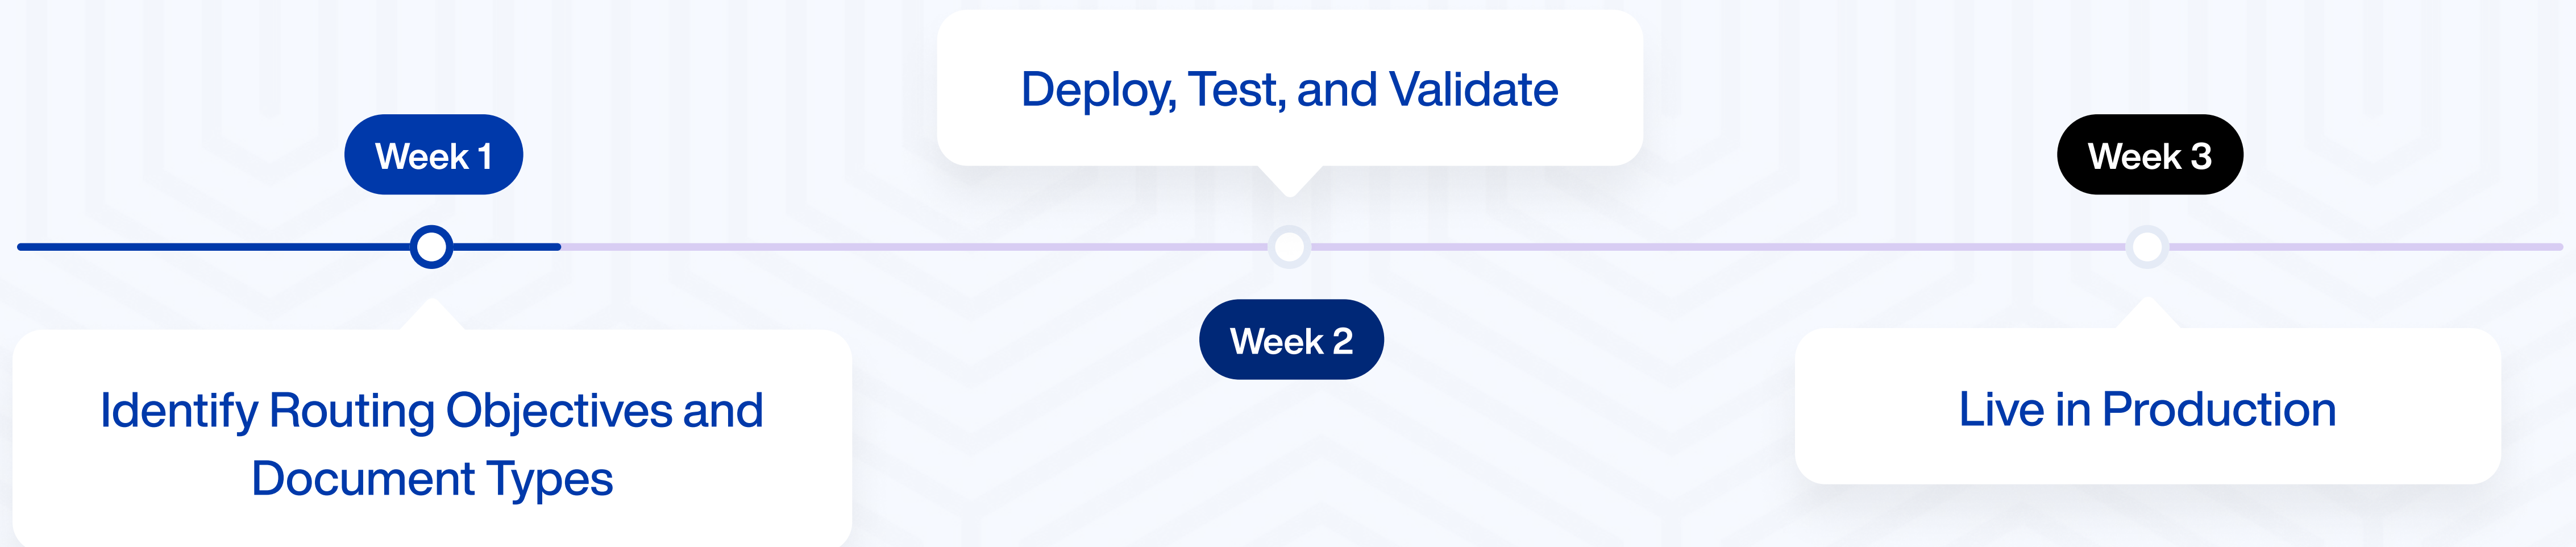 Week 1
Identify Routing Objectives and
Document Types
Deploy, Test, and Validate
Week 2
Week 3
Live in Production